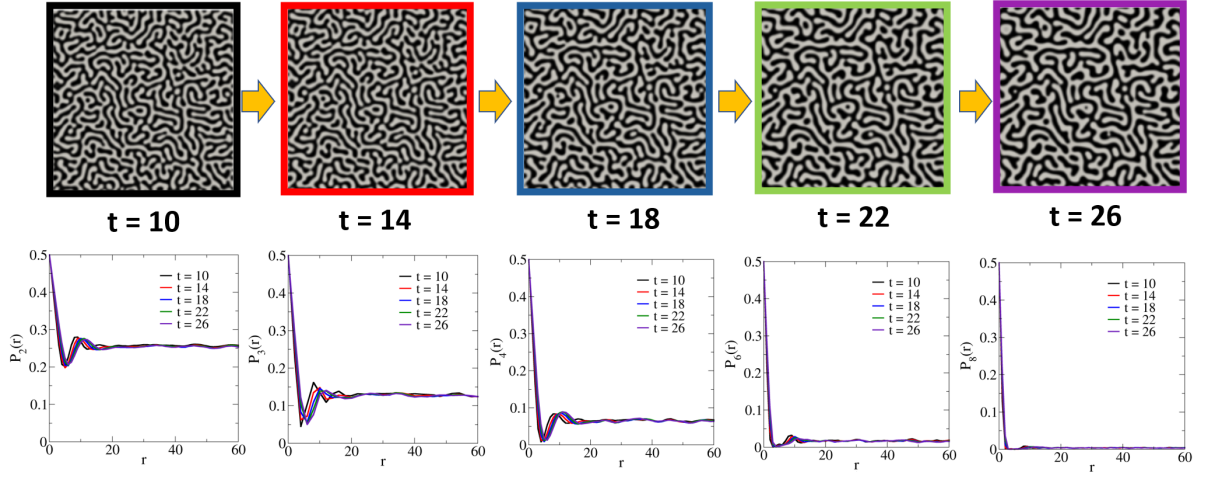 t = 10
t = 14
t = 18
t = 22
t = 26
0.5
0.4
0.3
0.2
0.1
0
P2(r)
t = 10
t = 14
t = 18
t = 22
t = 26
0 20 40 60
r
0.5
0.4
0.3
0.2
0.1
0
P3(r)
t = 10
t = 14
t = 18
t = 22
t = 26
0 20 40 60
r
0.5
0.4
0.3
0.2
0.1
0
P4(r)
t = 10
t = 14
t = 18
t = 22
t = 26
0 20 40 60
r
0.5
0.4
0.3
0.2
0.1
0
P6(r)
t = 10
t = 14
t = 18
t = 22
t = 26
0 20 40 60
r
0.5
0.4
0.3
0.2
0.1
0
P8(r)
t = 10
t = 14
t = 18
t = 22
t = 26
0 20 40 60
r